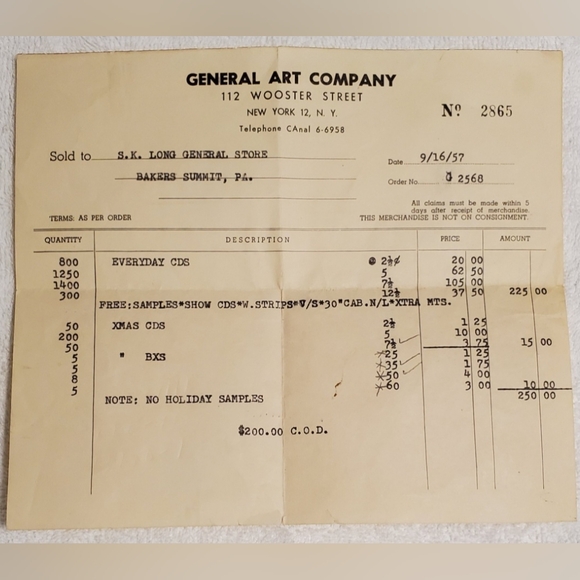 GENERAL ART COMPANY
112 WOOSTER STREET
NEW YORK 12, N. Y.
Telephone CAnal 6-6958
Nº 2865
Sold to S.K. LONG GENERAL STORE
BAKERS SUMMIT, PA.
Date 9/16/57
Order No. J 2568
All claims must be made within 5
days after receipt of merchandise.
TERMS: AS PER ORDER THIS MERCHANDISE IS NOT ON CONSIGNMENT.
QUANTITY DESCRIPTION PRICE AMOUNT
800 EVERYDAY CDS @ 2½¢ 20 00
1250 5 62 50
1400 7½ 105 00
300 12½ 37 50 225 00
FREE:SAMPLES*SHOW CDS*W.STRIPS*V/S*30"CAB.N/L*XTRA MTS.
50 XMAS CDS 2½ 1 25
200 5 10 00
50 7½ 3 75 15 00
5 " BXS *25 1 25
5 *35 1 75
8 *50 4 00
5 *60 3 00 10 00
NOTE: NO HOLIDAY SAMPLES 250 00
$200.00 C.O.D.